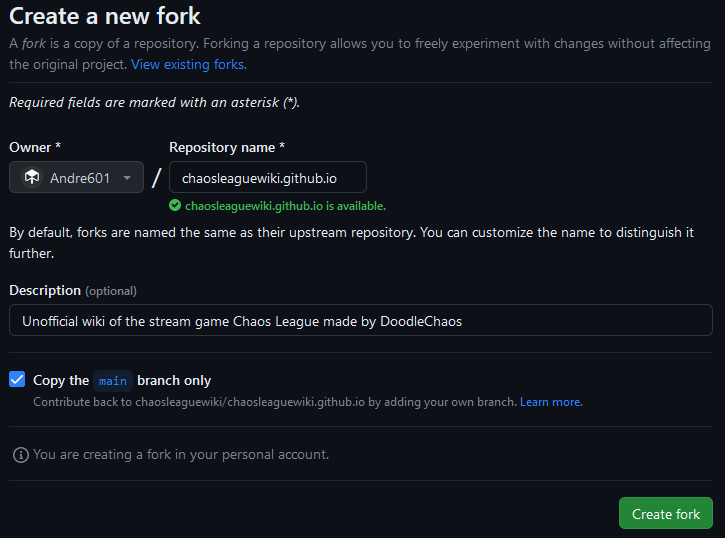 Create a new fork
A fork is a copy of a repository. Forking a repository allows you to freely experiment with changes without affecting
the original project. View existing forks.
Required fields are marked with an asterisk (*).
Owner *
Repository name *
Andre601
/
chaosleaguewiki.github.io
chaosleaguewiki.github.io is available.
By default, forks are named the same as their upstream repository. You can customize the name to distinguish it
further.
Description (optional)
Unofficial wiki of the stream game Chaos League made by DoodleChaos
Copy the main branch only
Contribute back to chaosleaguewiki/chaosleaguewiki.github.io by adding your own branch. Learn more.
You are creating a fork in your personal account.
Create fork